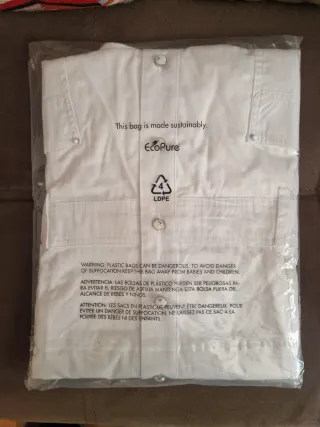 This bag is made sustainably.
EcoPure
4
LDPE
WARNING: PLASTIC BAGS CAN BE DANGEROUS. TO AVOID DANGER
OF SUFFOCATION KEEP THIS BAG AWAY FROM BABIES AND CHILDREN.
ADVERTENCIA: LAS BOLSAS DE PLÁSTICO PUEDEN SER PELIGROSAS PA
RA EVITAR EL RIESGO DE ASFIXIA MANTENGA ESTA BOLSA FUERA DEL
ALCANCE DE BEBES Y NIÑOS.
ATTENTION: LES SACS EN PLASTIQUE PEUVENT ÊTRE DANGEREUX. POUR
EVITER UN DANGER DE SUFFOCATION, NE LAISSEZ PAS CE SAC A LA
PORTEE DES BEBES NI DES ENFANTS.